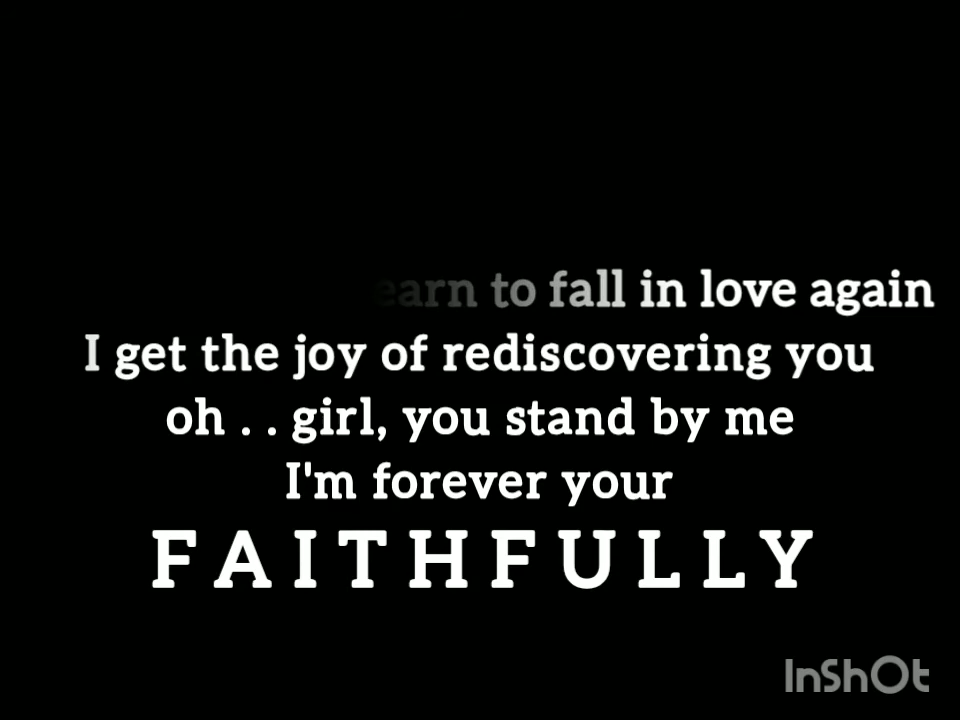 earn to fall in love again
I get the joy of rediscovering you
oh . . girl, you stand by me
I'm forever your
FAITHFULLY
InShOt